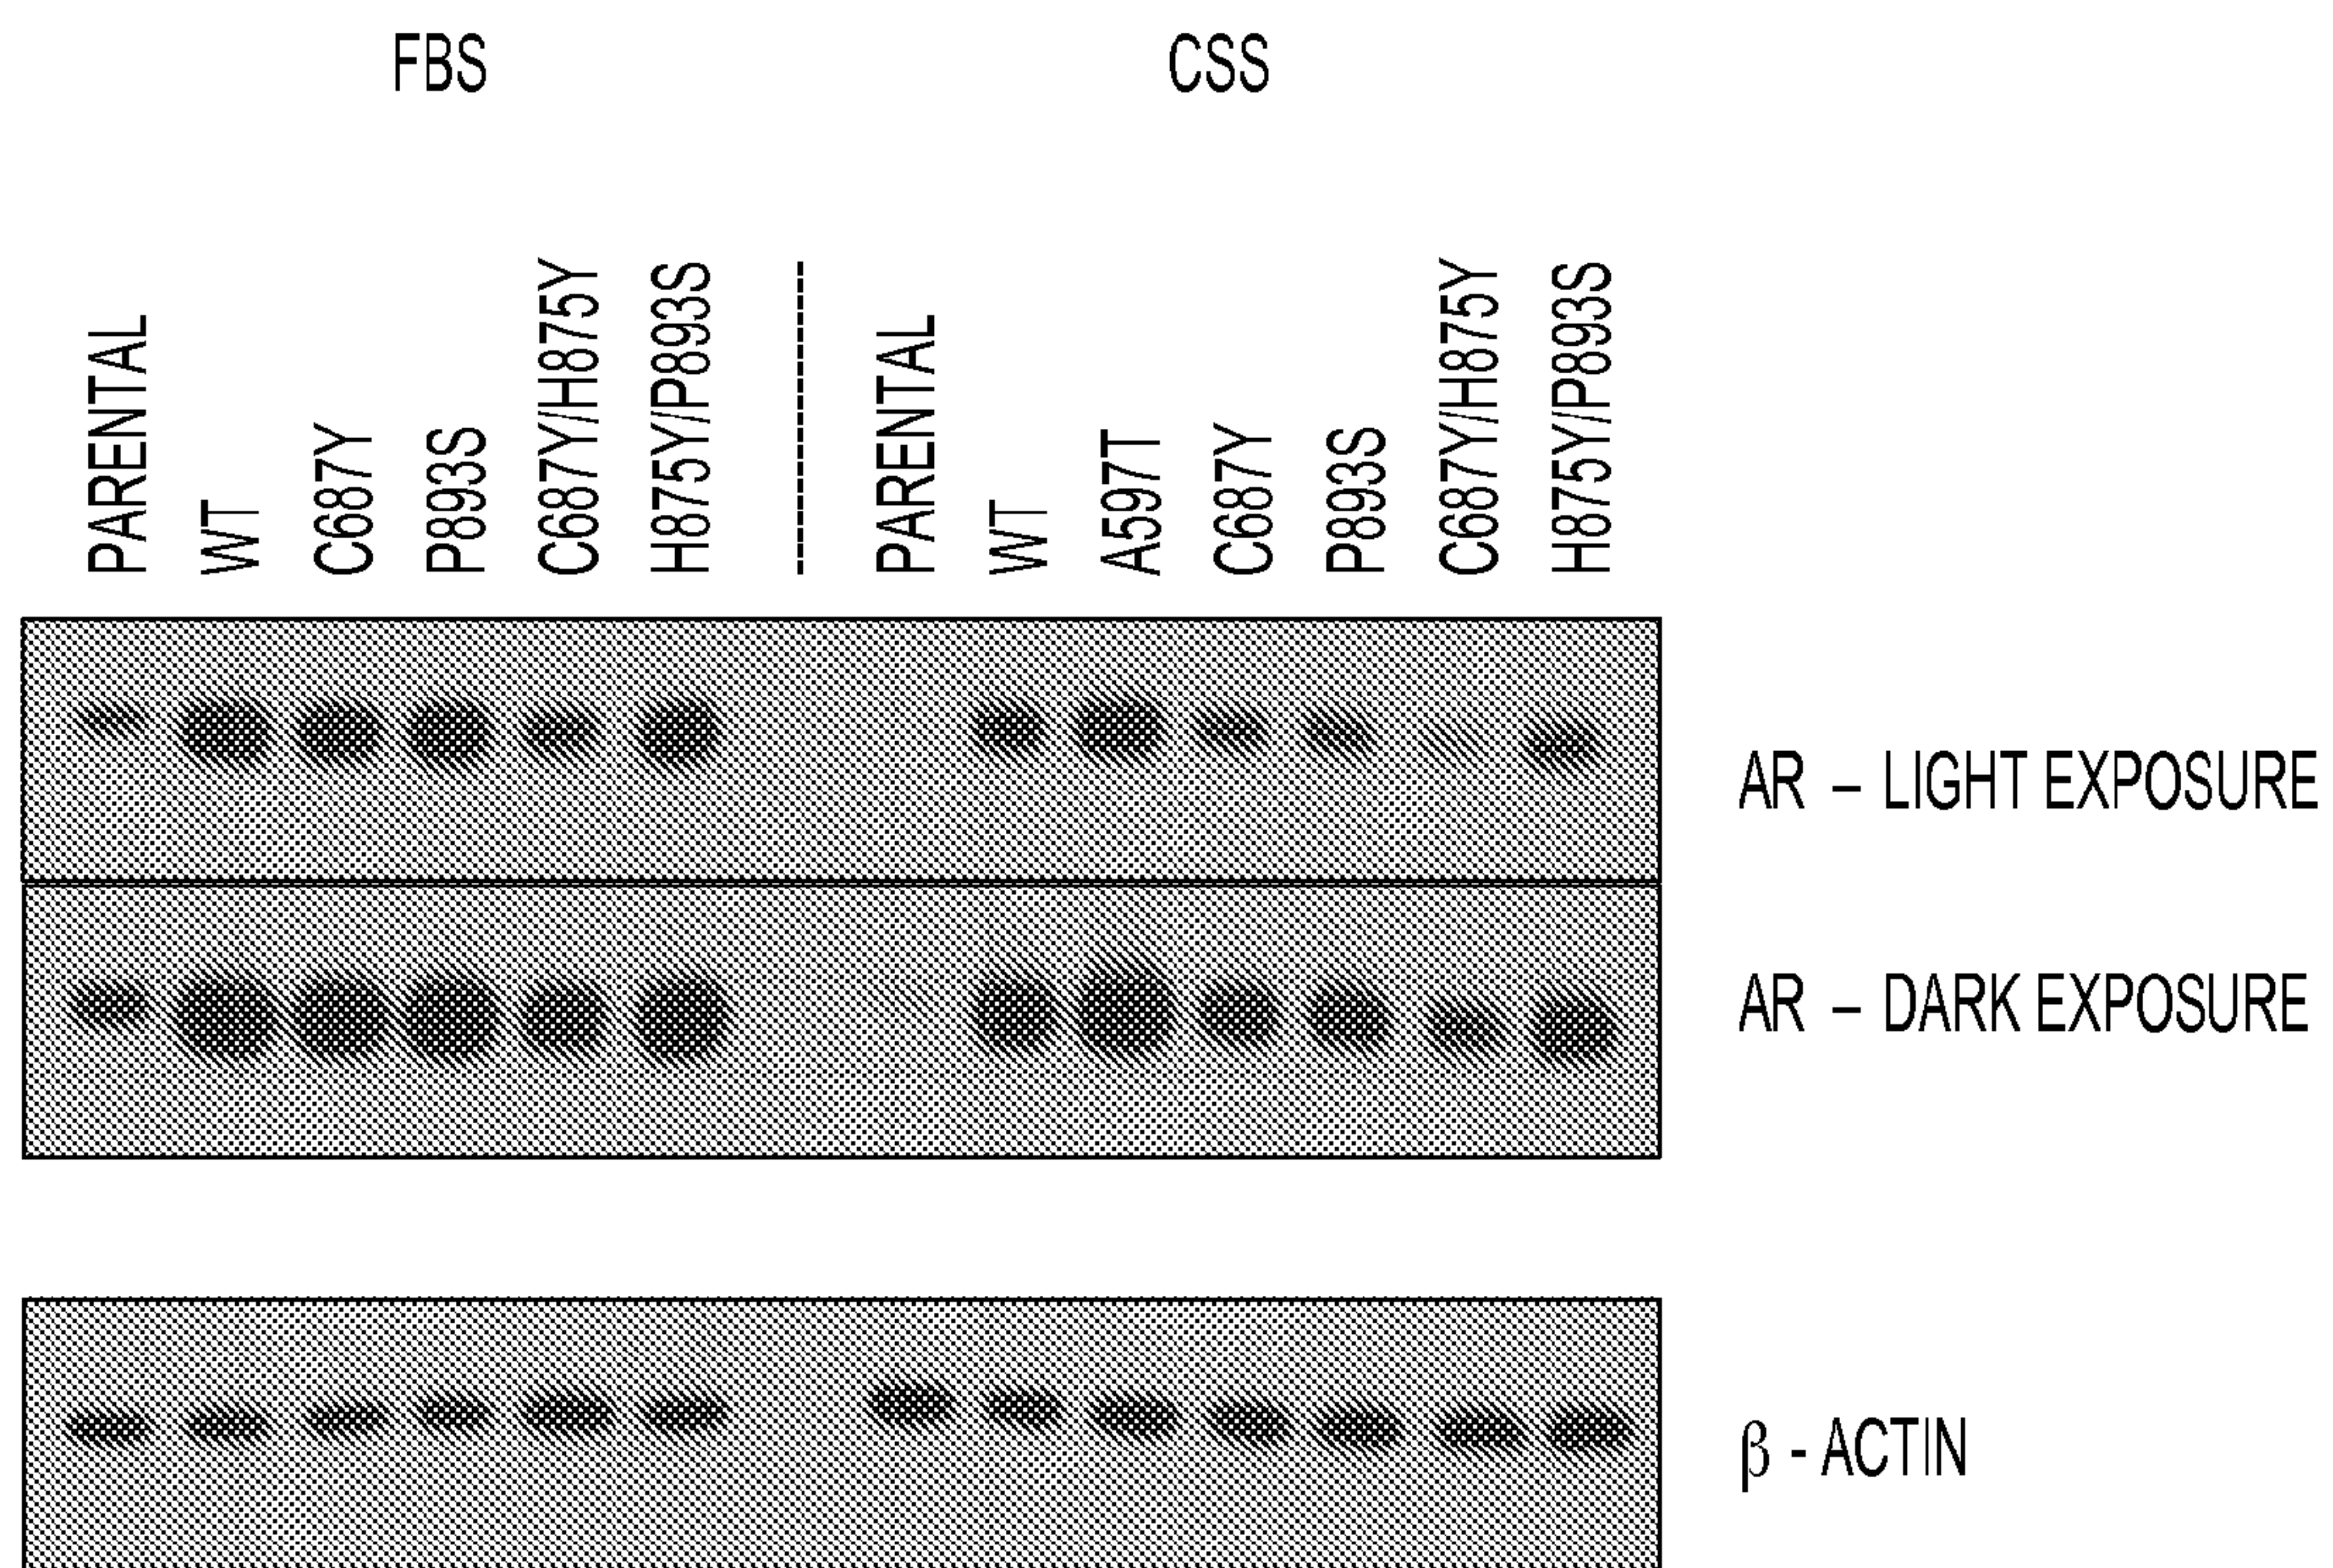 FBS CSS
PARENTAL
WT
C687Y
P893S
C687Y/H875Y
H875Y/P893S
PARENTAL
WT
A597T
C687Y
P893S
C687Y/H875Y
H875Y/P893S
AR – LIGHT EXPOSURE
AR – DARK EXPOSURE
β - ACTIN